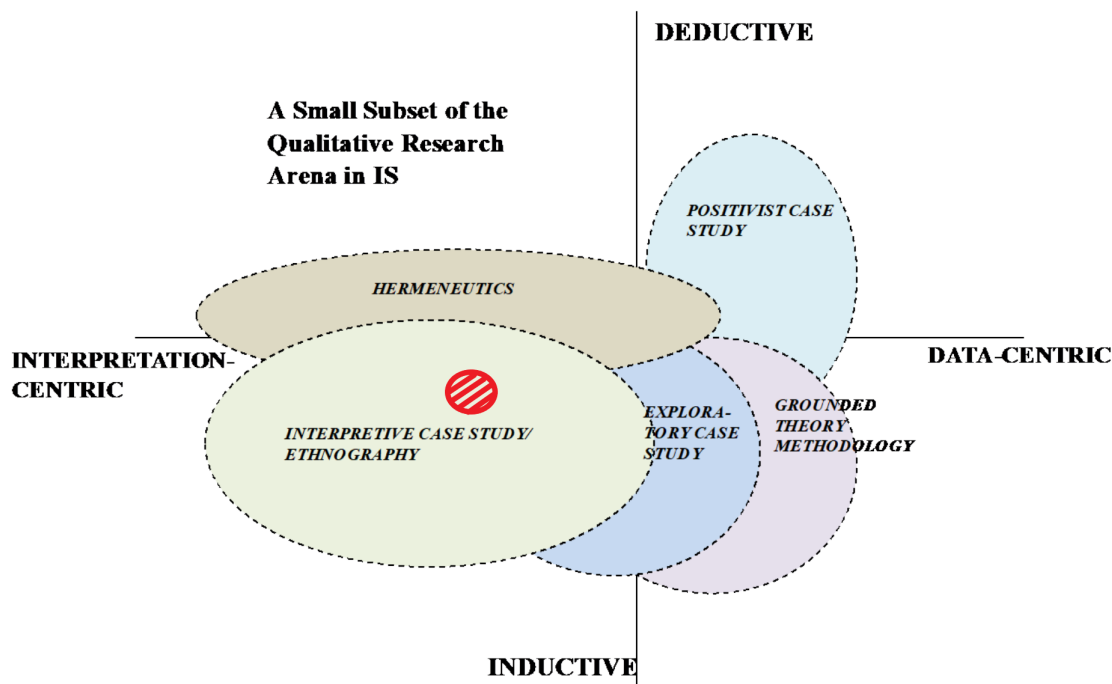 DEDUCTIVE
A Small Subset of the
Qualitative Research
Arena in IS
POSITIVIST CASE
STUDY
HERMENEUTICS
INTERPRETATION-
CENTRIC
DATA-CENTRIC
EXPLORA-
TORY CASE
STUDY
GROUNDED
THEORY
METHODOLOGY
INTERPRETIVE CASE STUDY/
ETHNOGRAPHY
INDUCTIVE